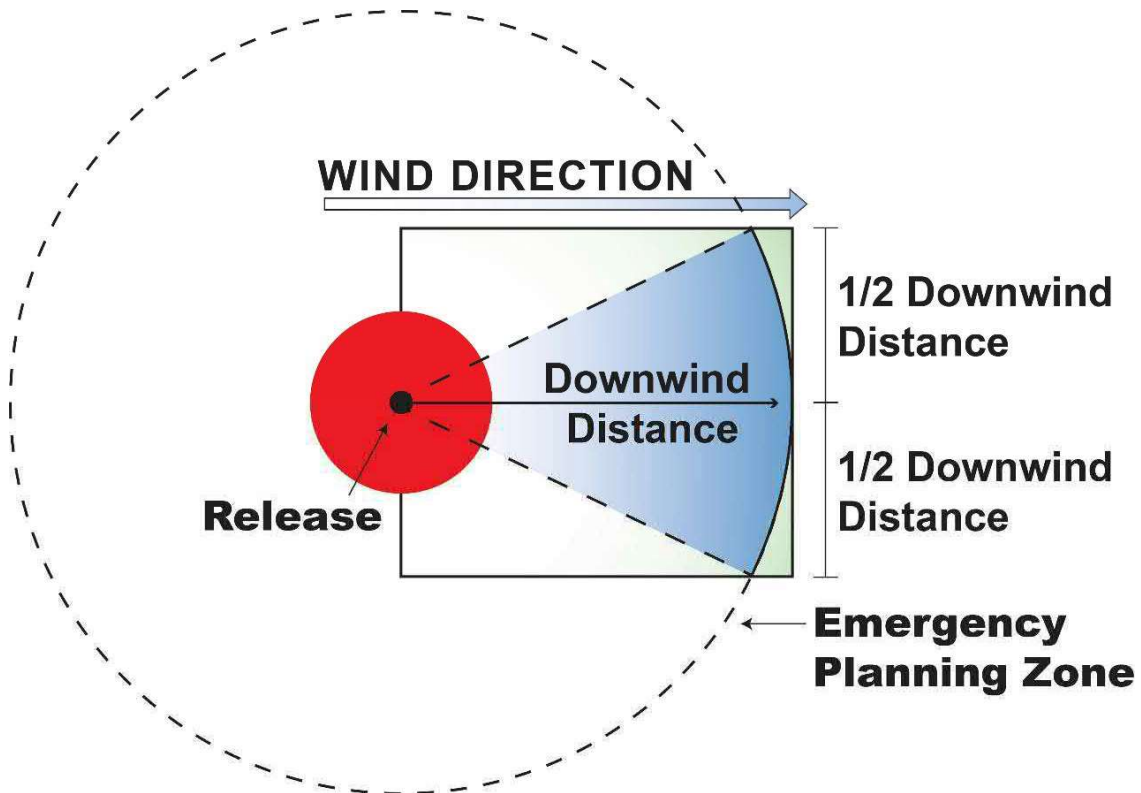 WIND DIRECTION
1/2 Downwind
Distance
Downwind
Distance
1/2 Downwind
Distance
Release
Emergency
Planning Zone